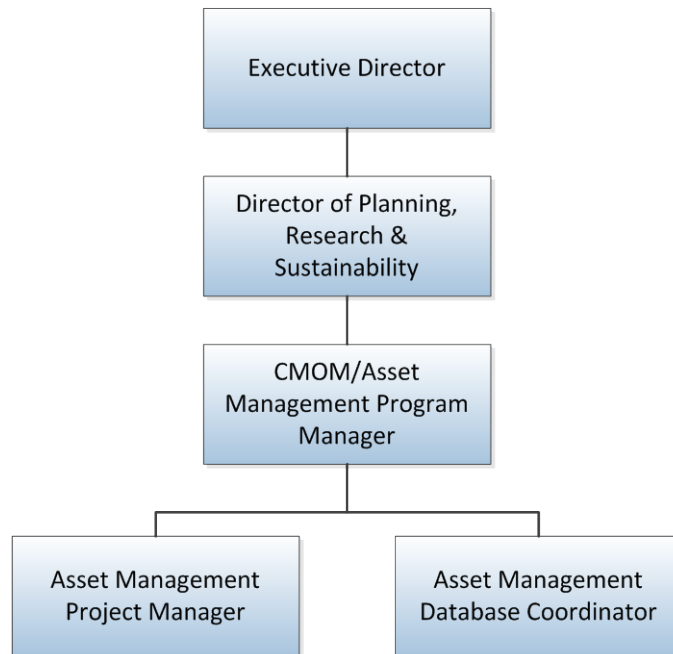 Executive Director
Director of Planning,
Research &
Sustainability
CMOM/Asset
Management Program
Manager
Asset Management
Project Manager
Asset Management
Database Coordinator